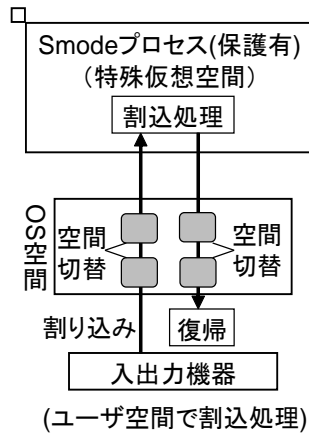 Smodeプロセス(保護有)
（特殊仮想空間）
割込処理
OS空間
空間
切替
空間
切替
割り込み
復帰
入出力機器
(ユーザ空間で割込処理)